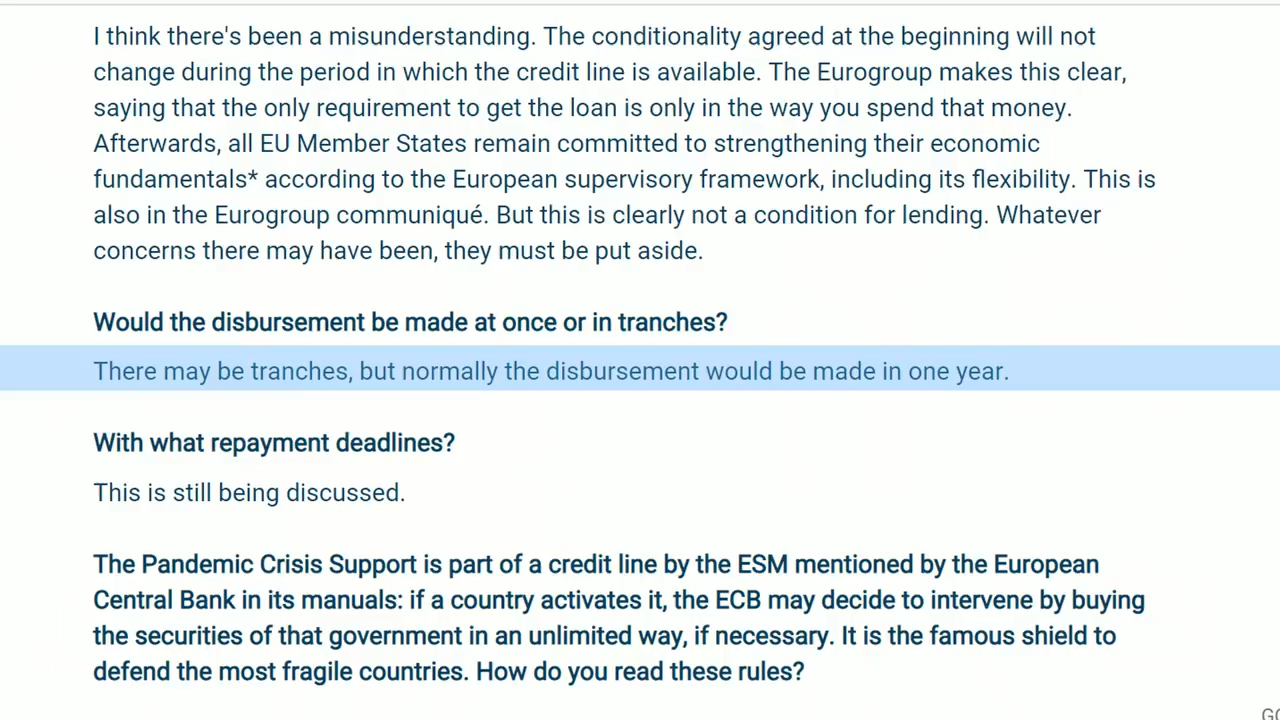 I think there's been a misunderstanding. The conditionality agreed at the beginning will not
change during the period in which the credit line is available. The Eurogroup makes this clear,
saying that the only requirement to get the loan is only in the way you spend that money.
Afterwards, all EU Member States remain committed to strengthening their economic
fundamentals* according to the European supervisory framework, including its flexibility. This is
also in the Eurogroup communiqué. But this is clearly not a condition for lending. Whatever
concerns there may have been, they must be put aside.
Would the disbursement be made at once or in tranches?
There may be tranches, but normally the disbursement would be made in one year.
With what repayment deadlines?
This is still being discussed.
The Pandemic Crisis Support is part of a credit line by the ESM mentioned by the European
Central Bank in its manuals: if a country activates it, the ECB may decide to intervene by buying
the securities of that government in an unlimited way, if necessary. It is the famous shield to
defend the most fragile countries. How do you read these rules?